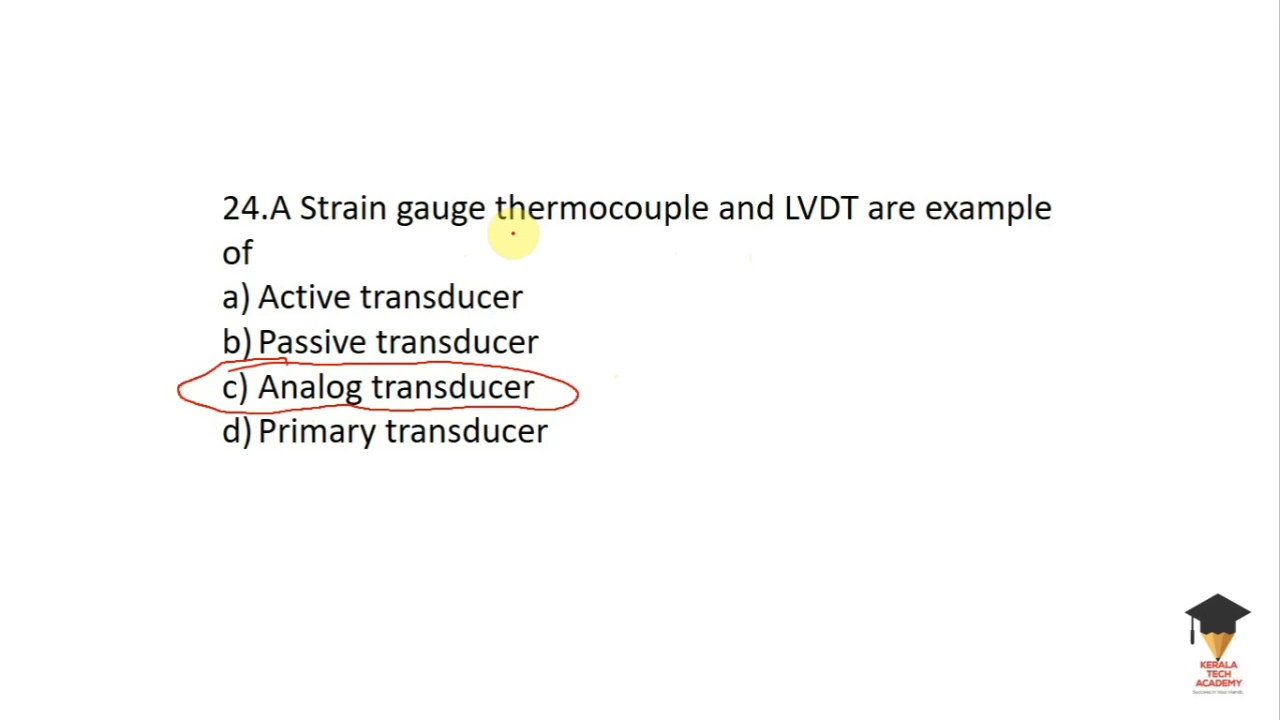 24.A Strain gauge thermocouple and LVDT are example
of
a) Active transducer
b) Passive transducer
c) Analog transducer
d) Primary transducer
KERALA
TECH
ACADEMY